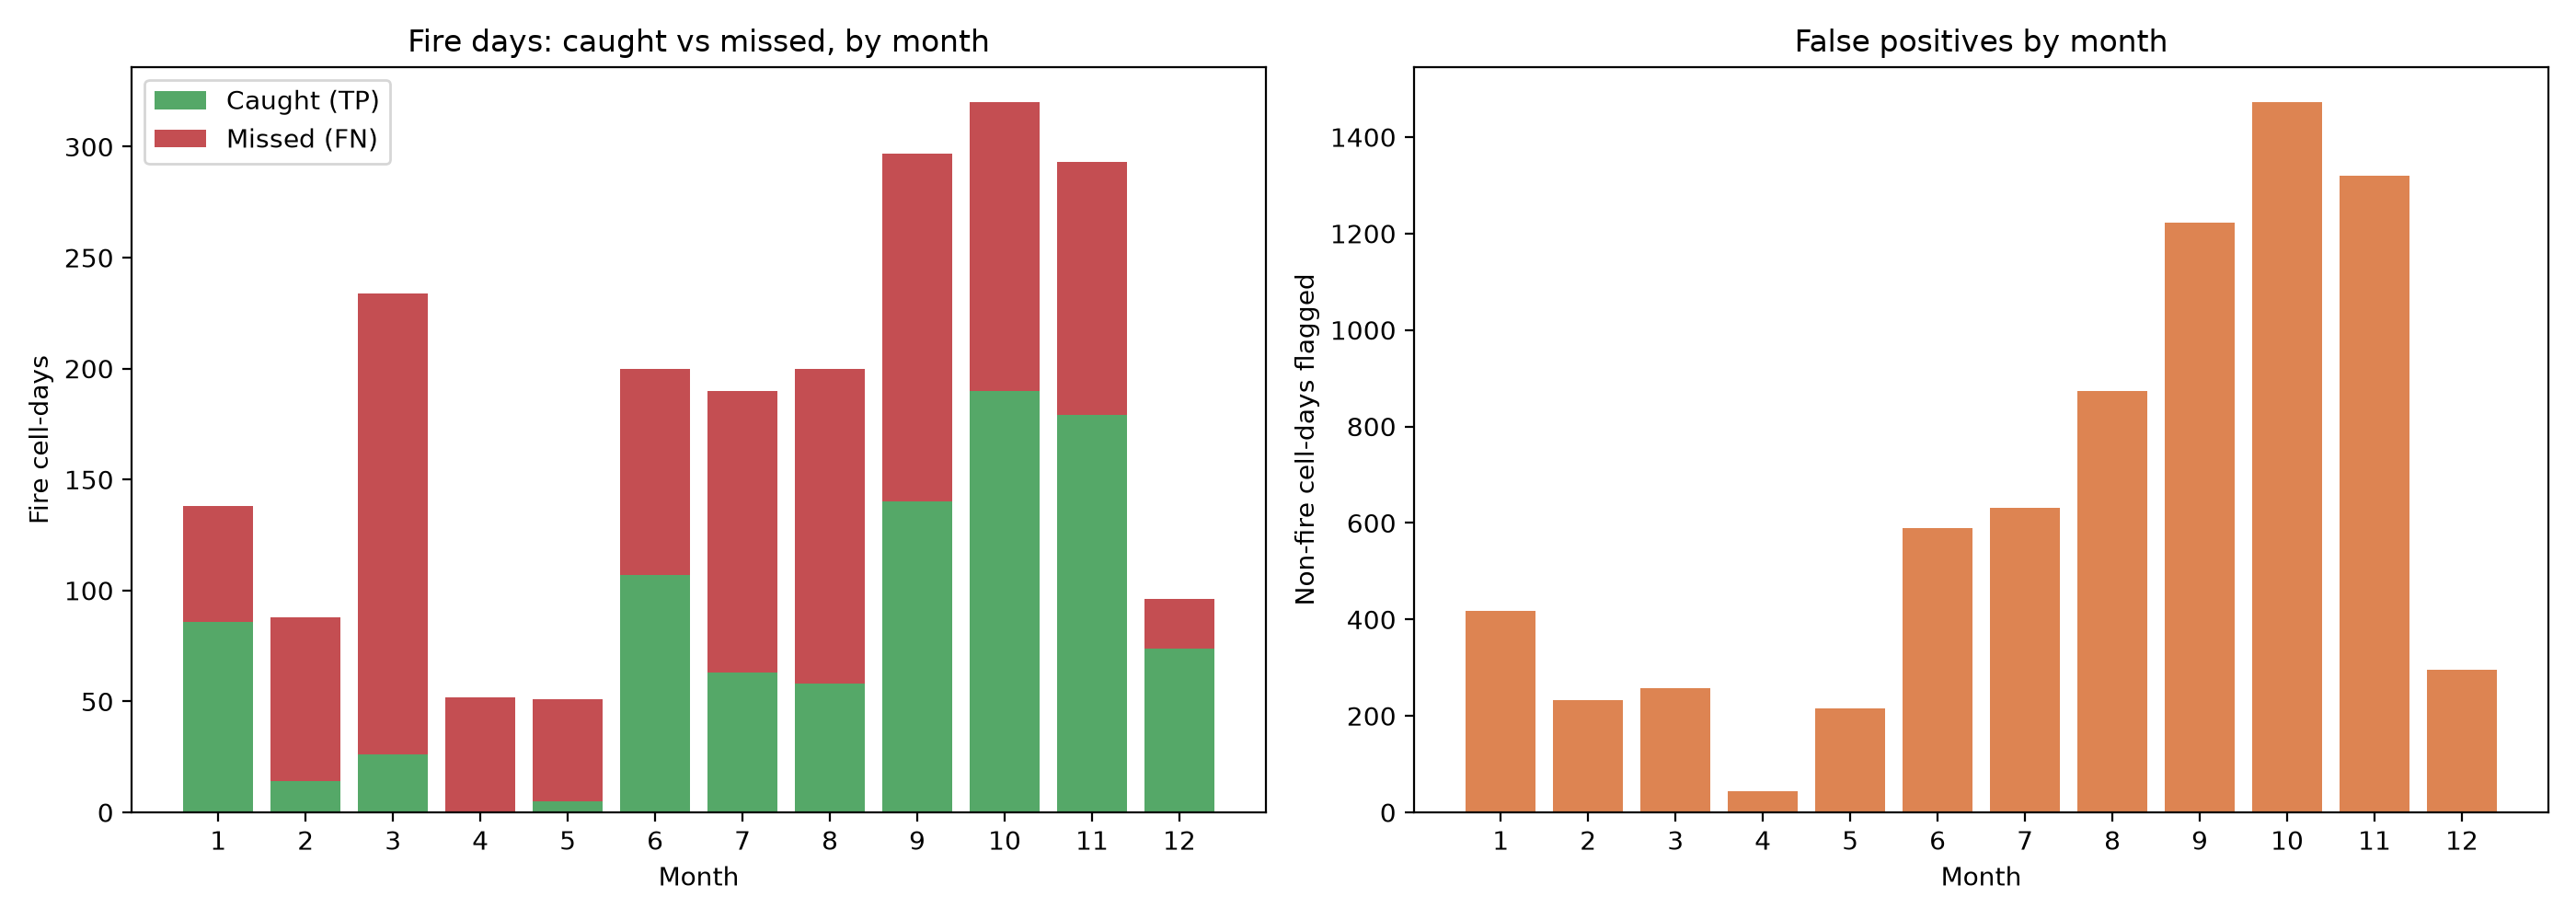 Fire days: caught vs missed, by month
Caught (TP)
Missed (FN)
Fire cell-days
300
250
200
150
100
50
0
1 2 3 4 5 6 7 8 9 10 11 12
Month
False positives by month
Non-fire cell-days flagged
1400
1200
1000
800
600
400
200
0
1 2 3 4 5 6 7 8 9 10 11 12
Month